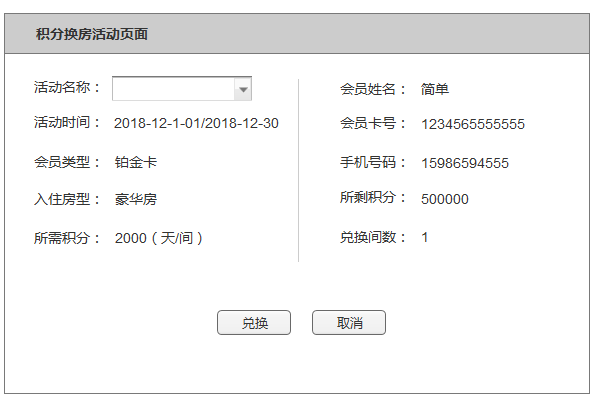 积分换房活动页面
活动名称：
活动时间： 2018-12-1-01/2018-12-30
会员类型： 铂金卡
入住房型： 豪华房
所需积分： 2000（天/间）
会员姓名： 简单
会员卡号： 1234565555555
手机号码： 15986594555
所剩积分： 500000
兑换间数： 1
兑换 取消